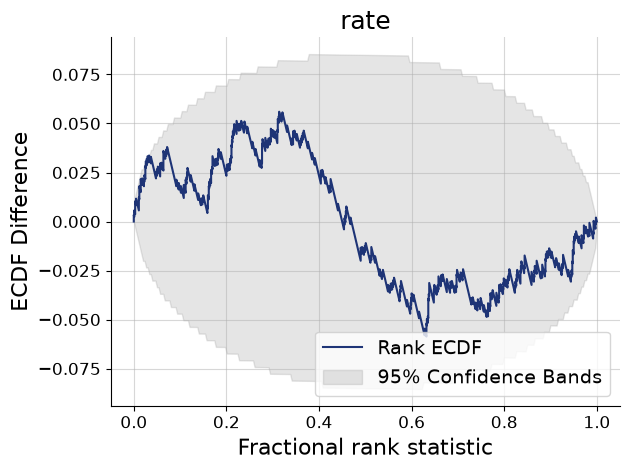 rate
ECDF Difference
0.075
0.050
0.025
0.000
−0.025
−0.050
−0.075
Rank ECDF
95% Confidence Bands
0.0 0.2 0.4 0.6 0.8 1.0
Fractional rank statistic